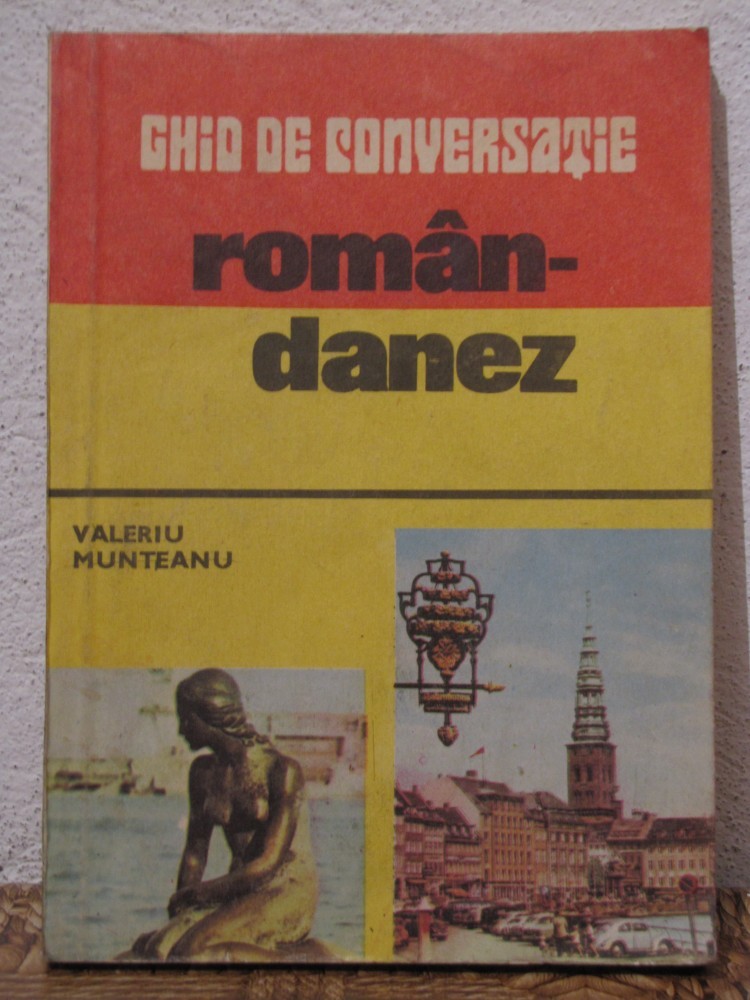 GHID DE CONVERSAȚIE
român-
danez
VALERIU
MUNTEANU